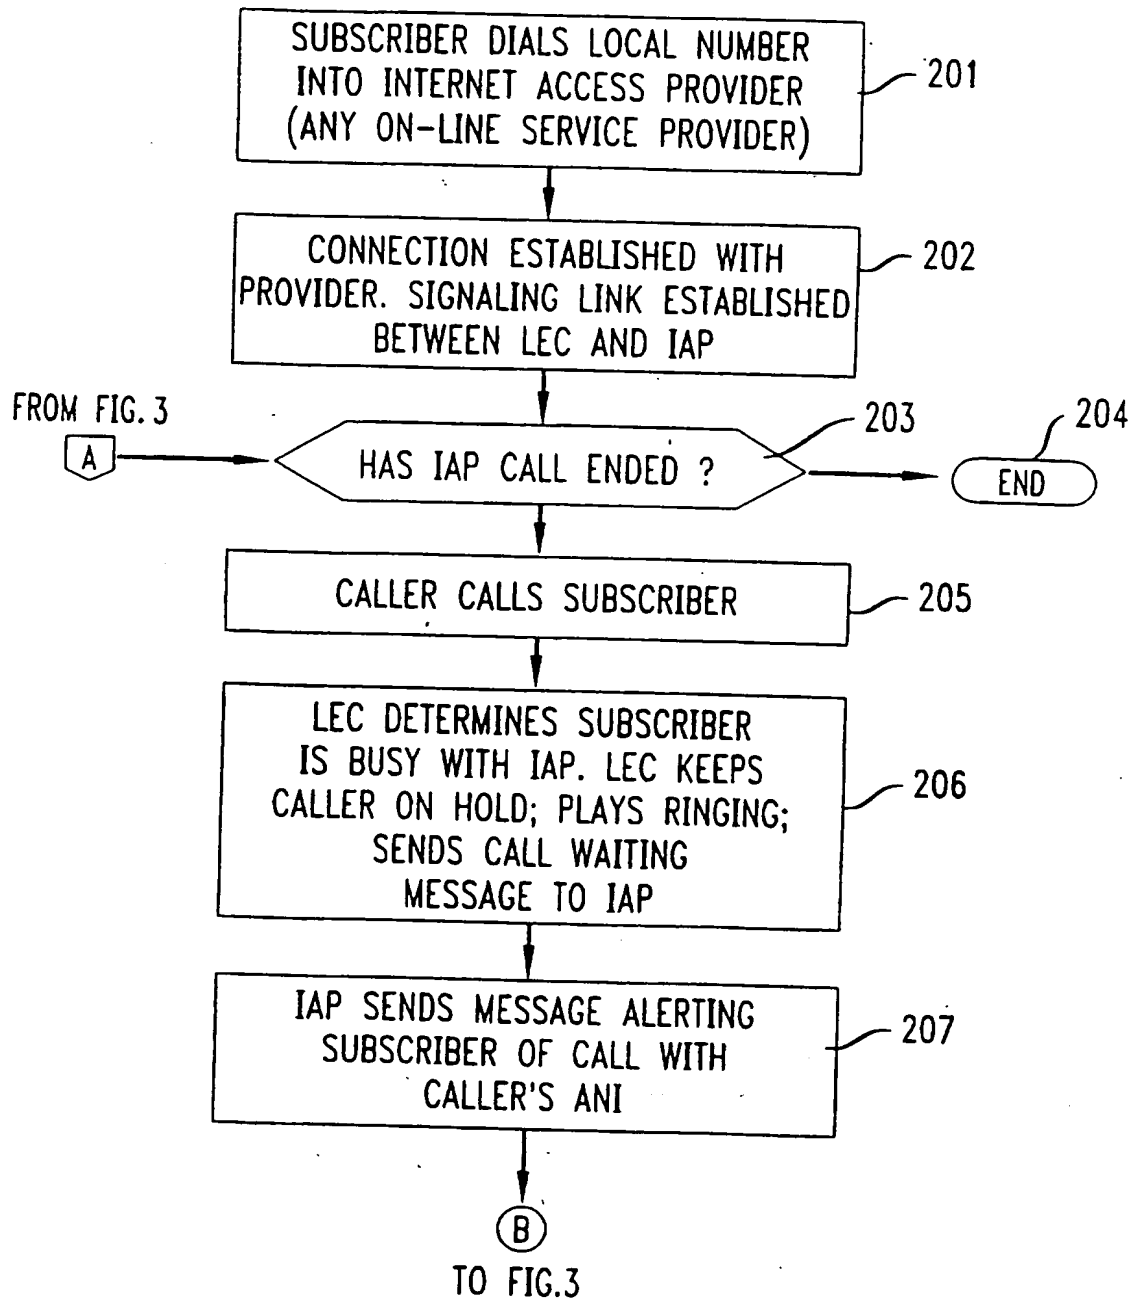 SUBSCRIBER DIALS LOCAL NUMBER
INTO INTERNET ACCESS PROVIDER
(ANY ON-LINE SERVICE PROVIDER)
201
CONNECTION ESTABLISHED WITH
PROVIDER. SIGNALING LINK ESTABLISHED
BETWEEN LEC AND IAP
202
FROM FIG. 3
A
HAS IAP CALL ENDED ?
203
204
END
CALLER CALLS SUBSCRIBER
205
LEC DETERMINES SUBSCRIBER
IS BUSY WITH IAP. LEC KEEPS
CALLER ON HOLD; PLAYS RINGING;
SENDS CALL WAITING
MESSAGE TO IAP
206
IAP SENDS MESSAGE ALERTING
SUBSCRIBER OF CALL WITH
CALLER'S ANI
207
B
TO FIG.3